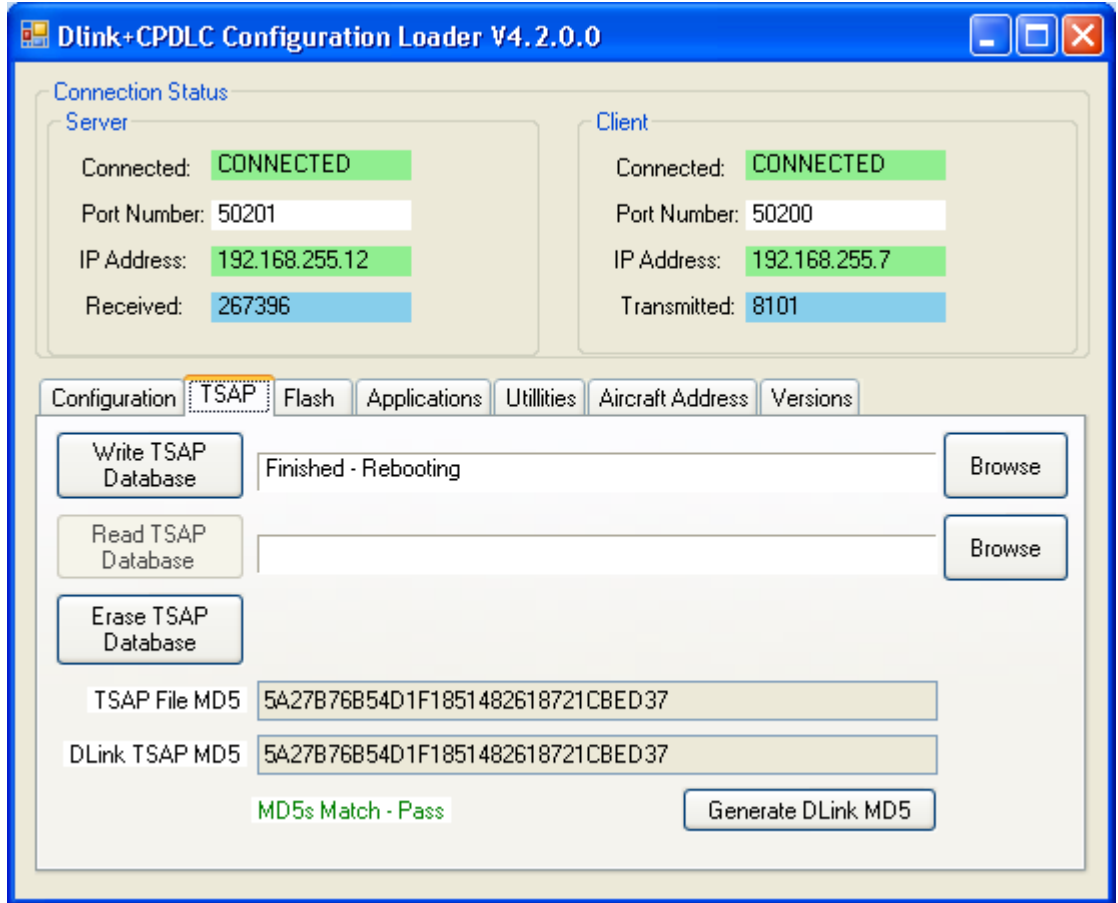 Dlink+CPDLC Configuration Loader V4.2.0.0
Connection Status
Server
Connected: CONNECTED
Port Number: 50201
IP Address: 192.168.255.12
Received: 267396
Client
Connected: CONNECTED
Port Number: 50200
IP Address: 192.168.255.7
Transmitted: 8101
Configuration TSAP Flash Applications Utillities Aircraft Address Versions
Write TSAP
Database
Finished - Rebooting
Browse
Read TSAP
Database
Browse
Erase TSAP
Database
TSAP File MD5 5A27B76B54D1F1851482618721CBED37
DLink TSAP MD5 5A27B76B54D1F1851482618721CBED37
MD5s Match - Pass
Generate DLink MD5